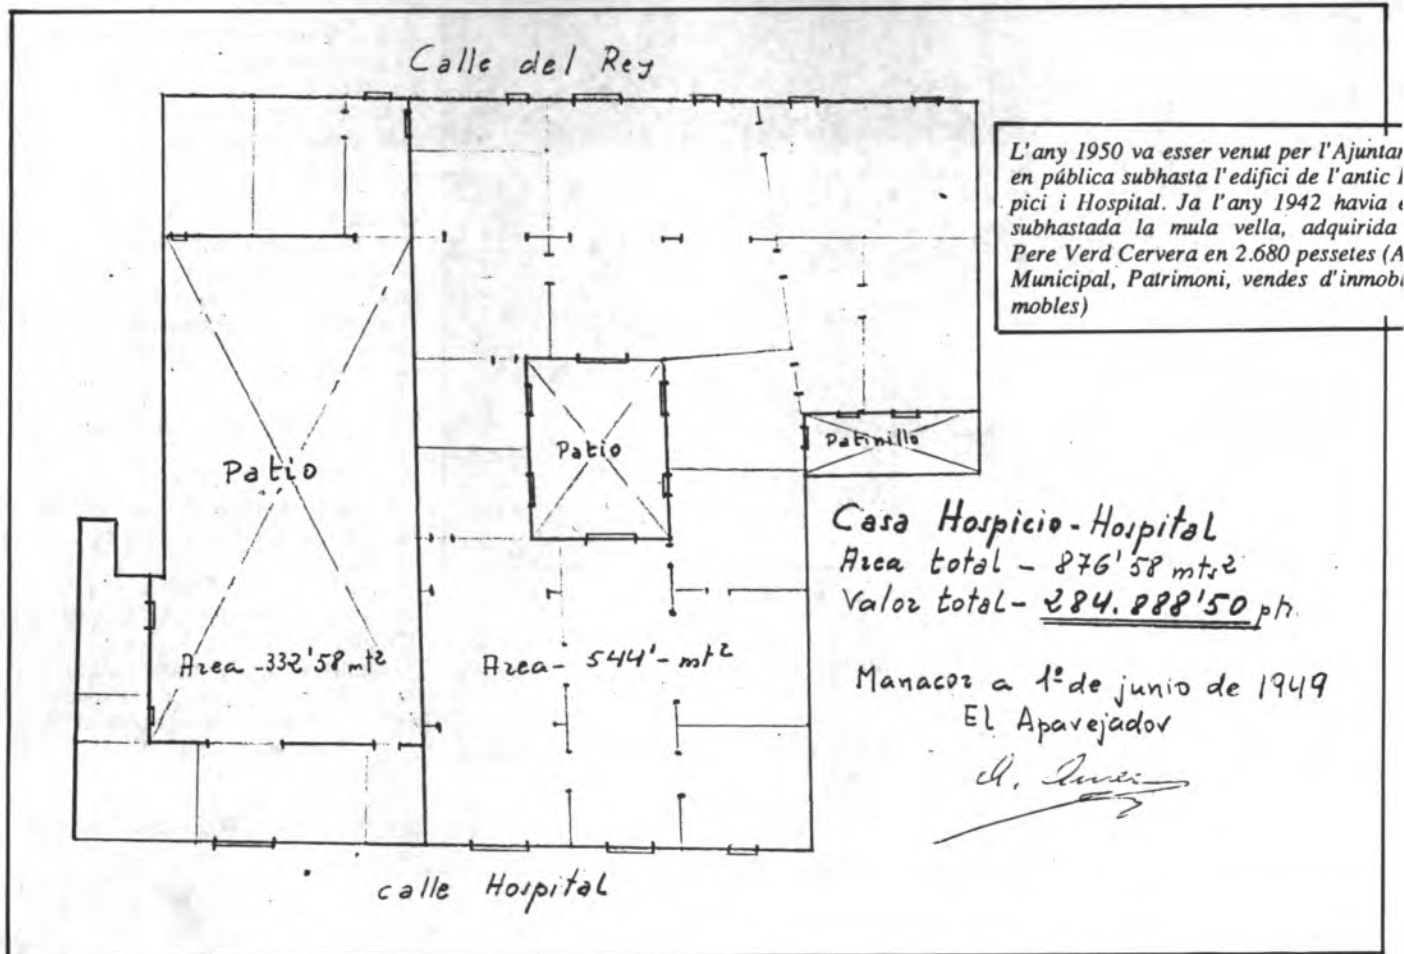 Calle del Rey
L'any 1950 va esser venut per l'Ajuntam
en pública subhasta l'edifici de l'antic
pici i Hospital. Ja l'any 1942 havia
subhastada la mula vella, adquirida
Pere Verd Cervera en 2.680 pessetes (A
Municipal, Patrimoni, vendes d'inmobl
mobles)
Patio
Patio
Patinillo
Casa Hospicio - Hospital
Area total - 876'58 mts2
Valor total - 284.888'50 pts.
Area - 332'58 mt2
Area - 544'- mt2
Manacor a 1º de junio de 1949
El Aparejador
calle Hospital